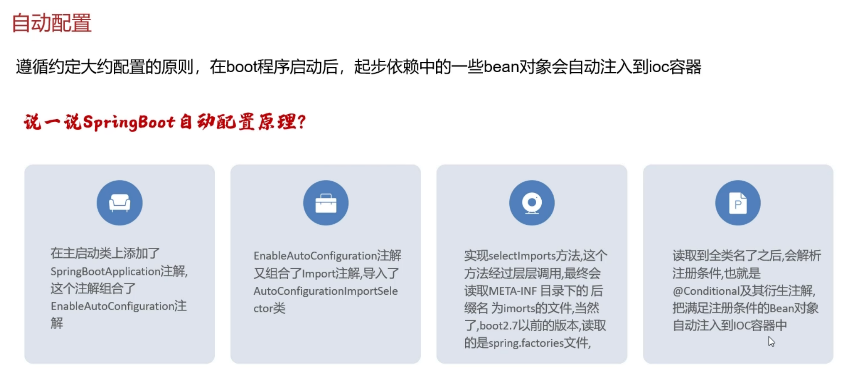 自动配置
遵循约定大约配置的原则，在boot程序启动后，起步依赖中的一些bean对象会自动注入到ioc容器
说一说SpringBoot自动配置原理?
在主启动类上添加了
SpringBootApplication注解,
这个注解组合了
EnableAutoConfiguration注
解
EnableAutoConfiguration注解
又组合了Import注解,导入了
AutoConfigurationImportSele
ctor类
实现selectImports方法,这个
方法经过层层调用,最终会
读取META-INF 目录下的 后
缀名 为imorts的文件,当然
了,boot2.7以前的版本,读取
的是spring.factories文件,
读取到全类名了之后,会解析
注册条件,也就是
@Conditional及其衍生注解,
把满足注册条件的Bean对象
自动注入到IOC容器中
P